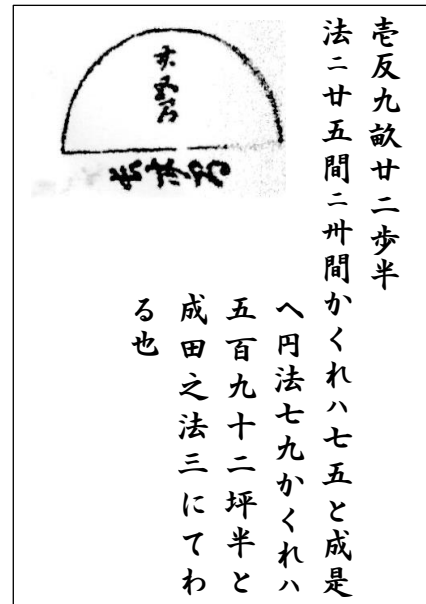 壱反九畝廿二歩半
法ニ廿五間ニ卅間かくれハ七五と成是
へ円法七九かくれハ
五百九十二坪半と
成田之法三にてわ
る也